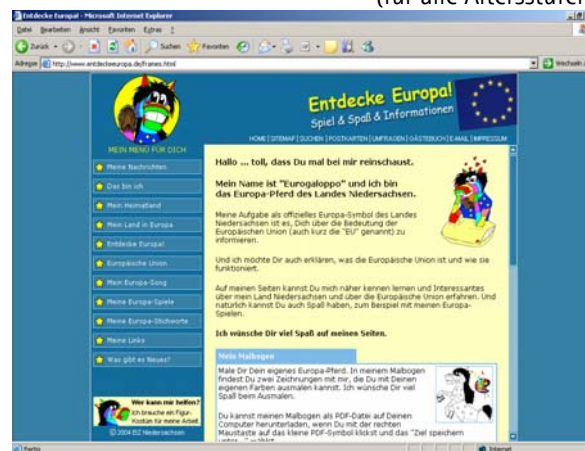 (für alle Altersstufen
Entdecke Europa! - Microsoft Internet Explorer
Datei Bearbeiten Ansicht Favoriten Extras ?
Zurück Suchen Favoriten
Adresse http://www.entdeckeeuropa.de/frames.html Wechseln
Entdecke Europa!
Spiel & Spaß & Informationen
HOME | SITEMAP | SUCHEN | POSTKARTEN | UMFRAGEN | GÄSTEBUCH | E-MAIL | IMPRESSUM
MEIN MENÜ FÜR DICH
Meine Nachrichten
Das bin ich
Mein Heimatland
Mein Land in Europa
Entdecke Europa!
Europäische Union
Mein Europa-Song
Meine Europa-Spiele
Meine Europa-Stichworte
Meine Links
Was gibt es Neues?
Wer kann mir helfen?
Ich brauche ein Figur-
Kostüm für meine Arbeit
© 2004 EIZ Niedersachsen
Hallo ... toll, dass Du mal bei mir reinschaust.
Mein Name ist "Eurogaloppo" und ich bin
das Europa-Pferd des Landes Niedersachsen.
Meine Aufgabe als offizielles Europa-Symbol des Landes
Niedersachsen ist es, Dich über die Bedeutung der
Europäischen Union (auch kurz die "EU" genannt) zu
informieren.
Und ich möchte Dir auch erklären, was die Europäische Union ist und wie sie
funktioniert.
Auf meinen Seiten kannst Du mich näher kennen lernen und Interessantes
über mein Land Niedersachsen und über die Europäische Union erfahren. Und
natürlich kannst Du auch Spaß haben, zum Beispiel mit meinen Europa-
Spielen.
Ich wünsche Dir viel Spaß auf meinen Seiten.
Mein Malbogen
Male Dir Dein eigenes Europa-Pferd. In meinem Malbogen
findest Du zwei Zeichnungen mit mir, die Du mit Deinen
eigenen Farben ausmalen kannst. Ich wünsche Dir viel
Spaß beim Ausmalen.
Du kannst meinen Malbogen als PDF-Datei auf Deinen
Computer herunterladen, wenn Du mit der rechten
Maustaste auf das kleine PDF-Symbol klickst und das "Ziel speichern
Fertig
Internet